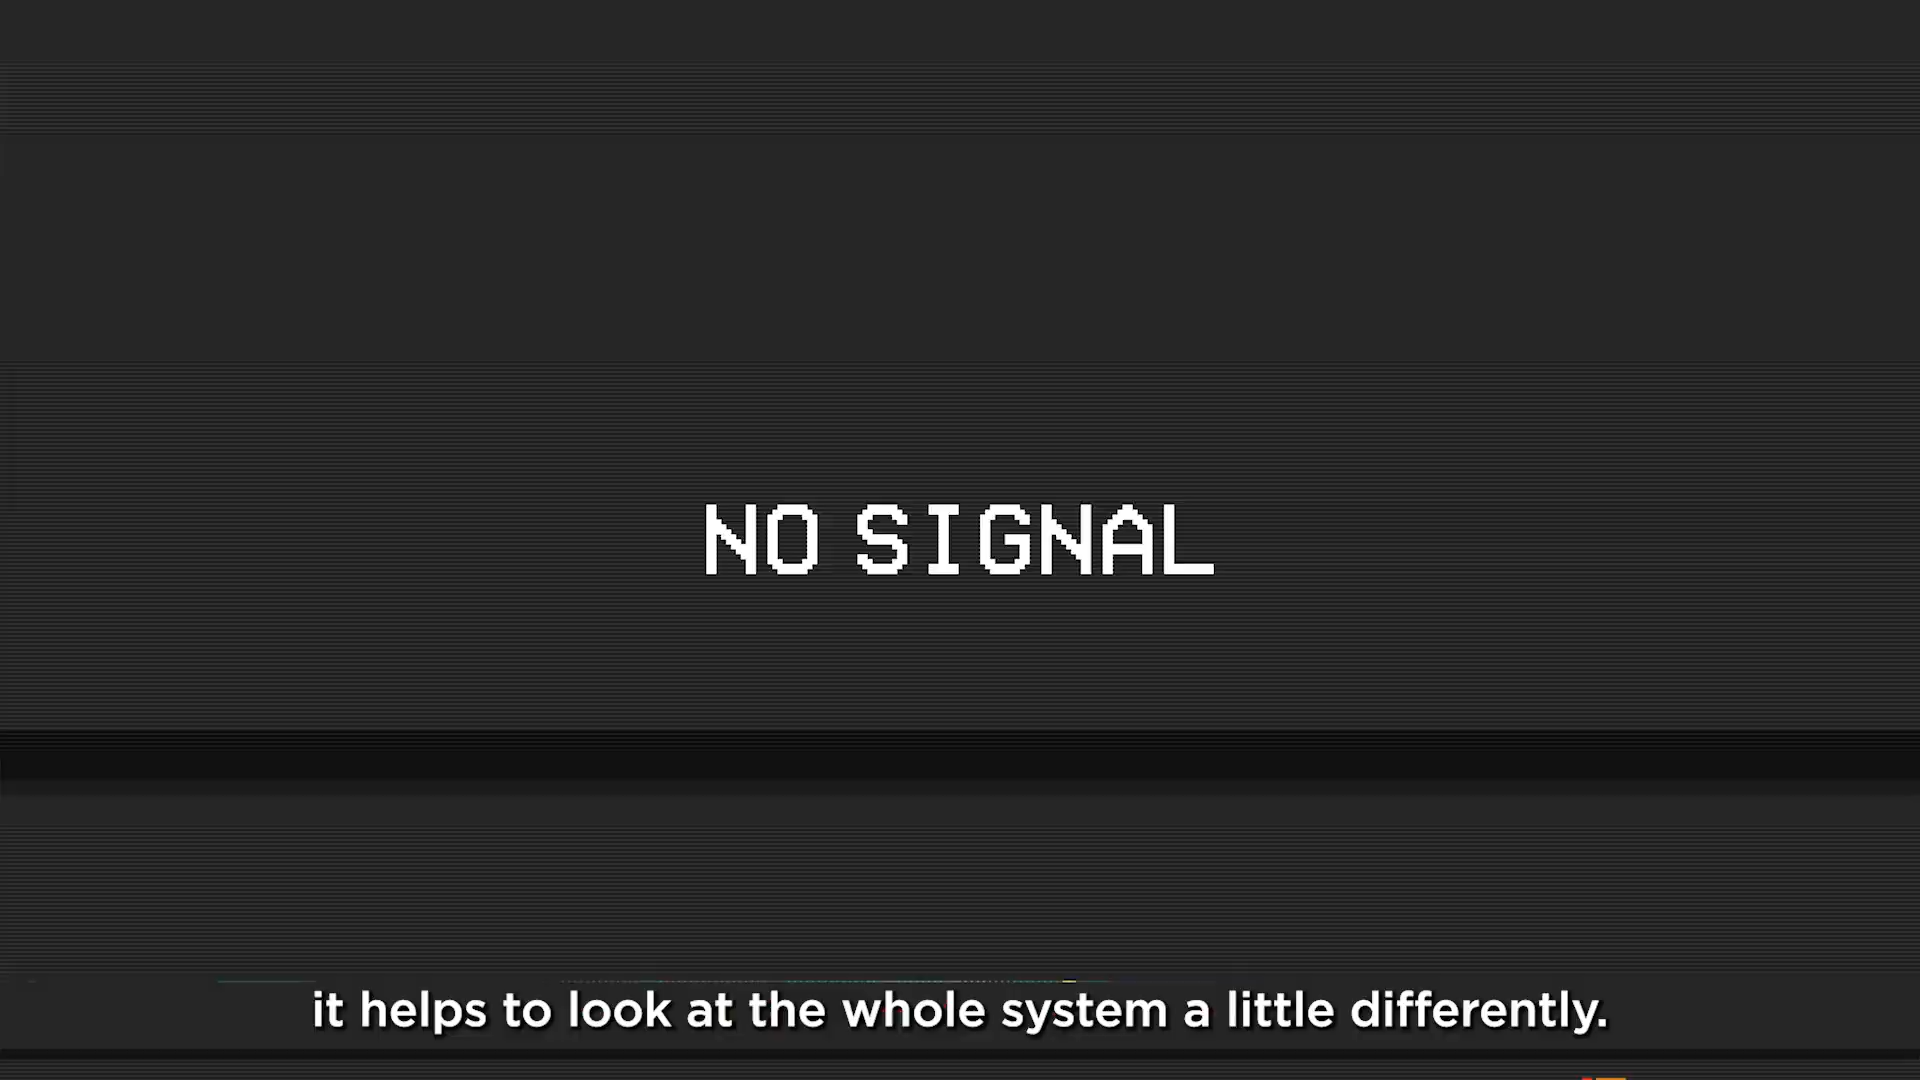 NO SIGNAL
it helps to look at the whole system a little differently.